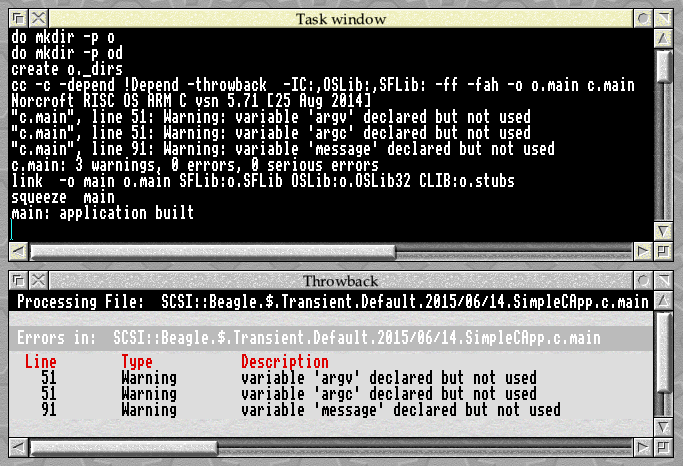 Task window
do mkdir -p o
do mkdir -p od
create o._dirs
cc -c -depend !Depend -throwback  -IC:,OSLib:,SFLib: -ff -fah -o o.main c.main
Norcroft RISC OS ARM C vsn 5.71 [25 Aug 2014]
"c.main", line 51: Warning: variable 'argv' declared but not used
"c.main", line 51: Warning: variable 'argc' declared but not used
"c.main", line 91: Warning: variable 'message' declared but not used
c.main: 3 warnings, 0 errors, 0 serious errors
link  -o main o.main SFLib:o.SFLib OSLib:o.OSLib32 CLIB:o.stubs
squeeze  main
main: application built
Throwback
Processing File:  SCSI::Beagle.$.Transient.Default.2015/06/14.SimpleCApp.c.main
Errors in:  SCSI::Beagle.$.Transient.Default.2015/06/14.SimpleCApp.c.main
Line Type Description
51 Warning variable 'argv' declared but not used
51 Warning variable 'argc' declared but not used
91 Warning variable 'message' declared but not used